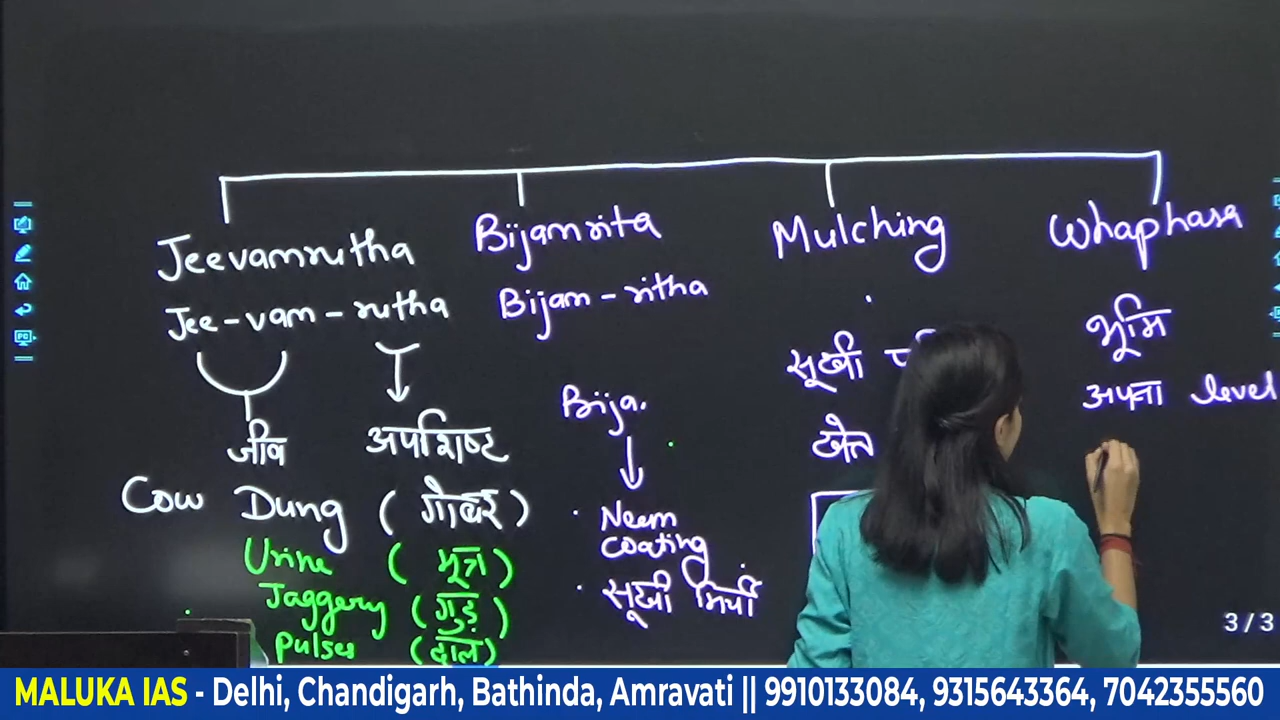 Jeevamrutha
Jee-vam-rutha
जीव
अपशिष्ट
Cow Dung (गोबर)
Urine (मूत्र)
Jaggery (गुड़)
Pulses (दाल)
Bijamrita
Bijam-ritha
Bija.
Neem
coating
सूखी मिर्ची
Mulching
सूखी
खेत
Whaphasa
भूमि
अपना level
3/3
MALUKA IAS - Delhi, Chandigarh, Bathinda, Amravati || 9910133084, 9315643364, 7042355560